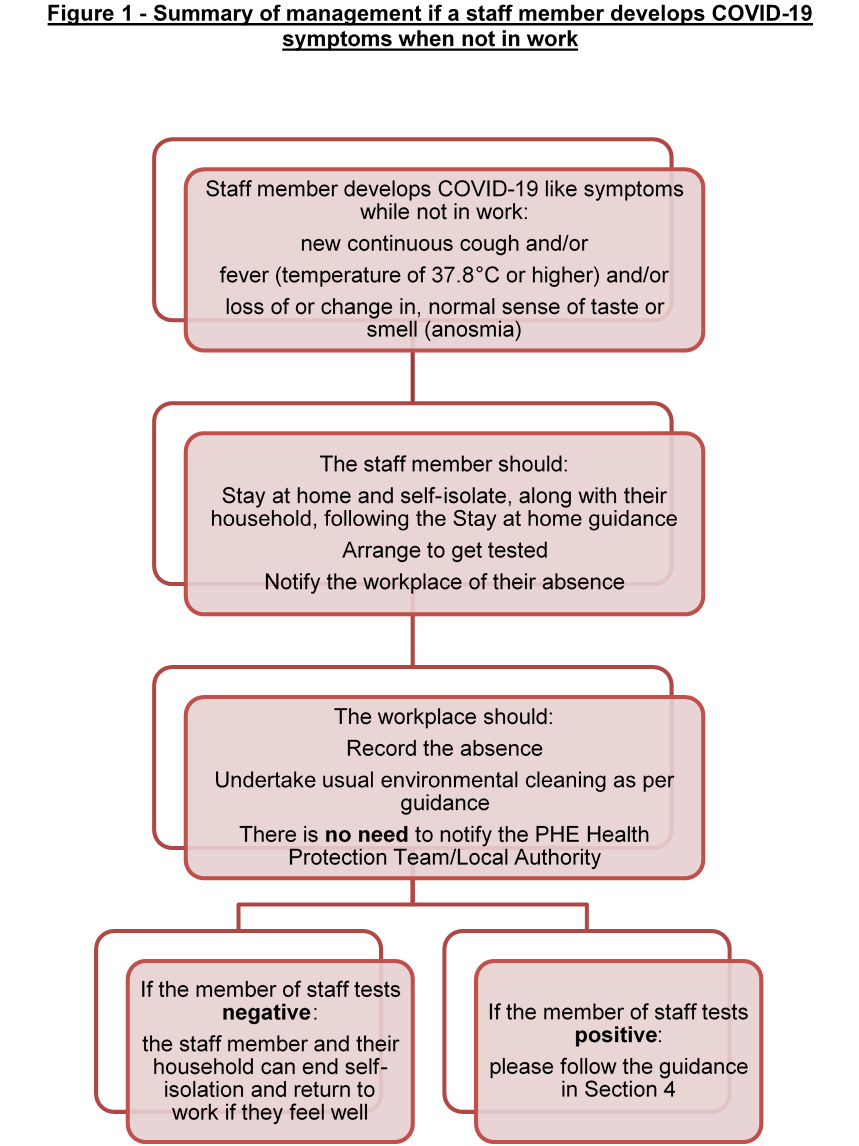 Figure 1 - Summary of management if a staff member develops COVID-19
symptoms when not in work
Staff member develops COVID-19 like symptoms
while not in work:
new continuous cough and/or
fever (temperature of 37.8°C or higher) and/or
loss of or change in, normal sense of taste or
smell (anosmia)
The staff member should:
Stay at home and self-isolate, along with their
household, following the Stay at home guidance
Arrange to get tested
Notify the workplace of their absence
The workplace should:
Record the absence
Undertake usual environmental cleaning as per
guidance
There is no need to notify the PHE Health
Protection Team/Local Authority
If the member of staff tests
negative:
the staff member and their
household can end self-
isolation and return to
work if they feel well
If the member of staff tests
positive:
please follow the guidance
in Section 4